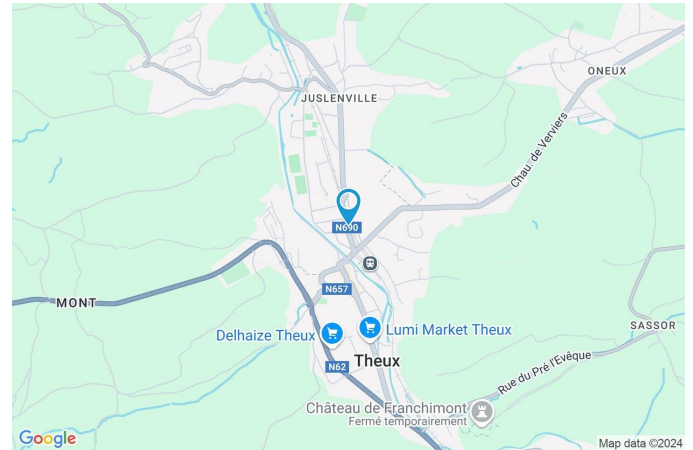 ONEUX
JUSLENVILLE
Chau. de Verviers
N690
N657
MONT
SASSOR
Delhaize Theux
Lumi Market Theux
Theux
N62
Rue du Pré l'Evêque
Château de Franchimont
Fermé temporairement
Google
Map data ©2024